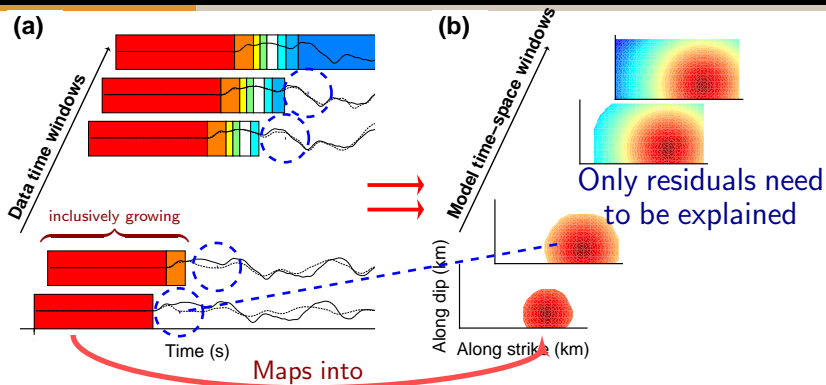 (a)
Data time windows
inclusively growing
Time (s)
Maps into
(b)
Model time-space windows
Only residuals need
to be explained
Along dip (km)
Along strike (km)